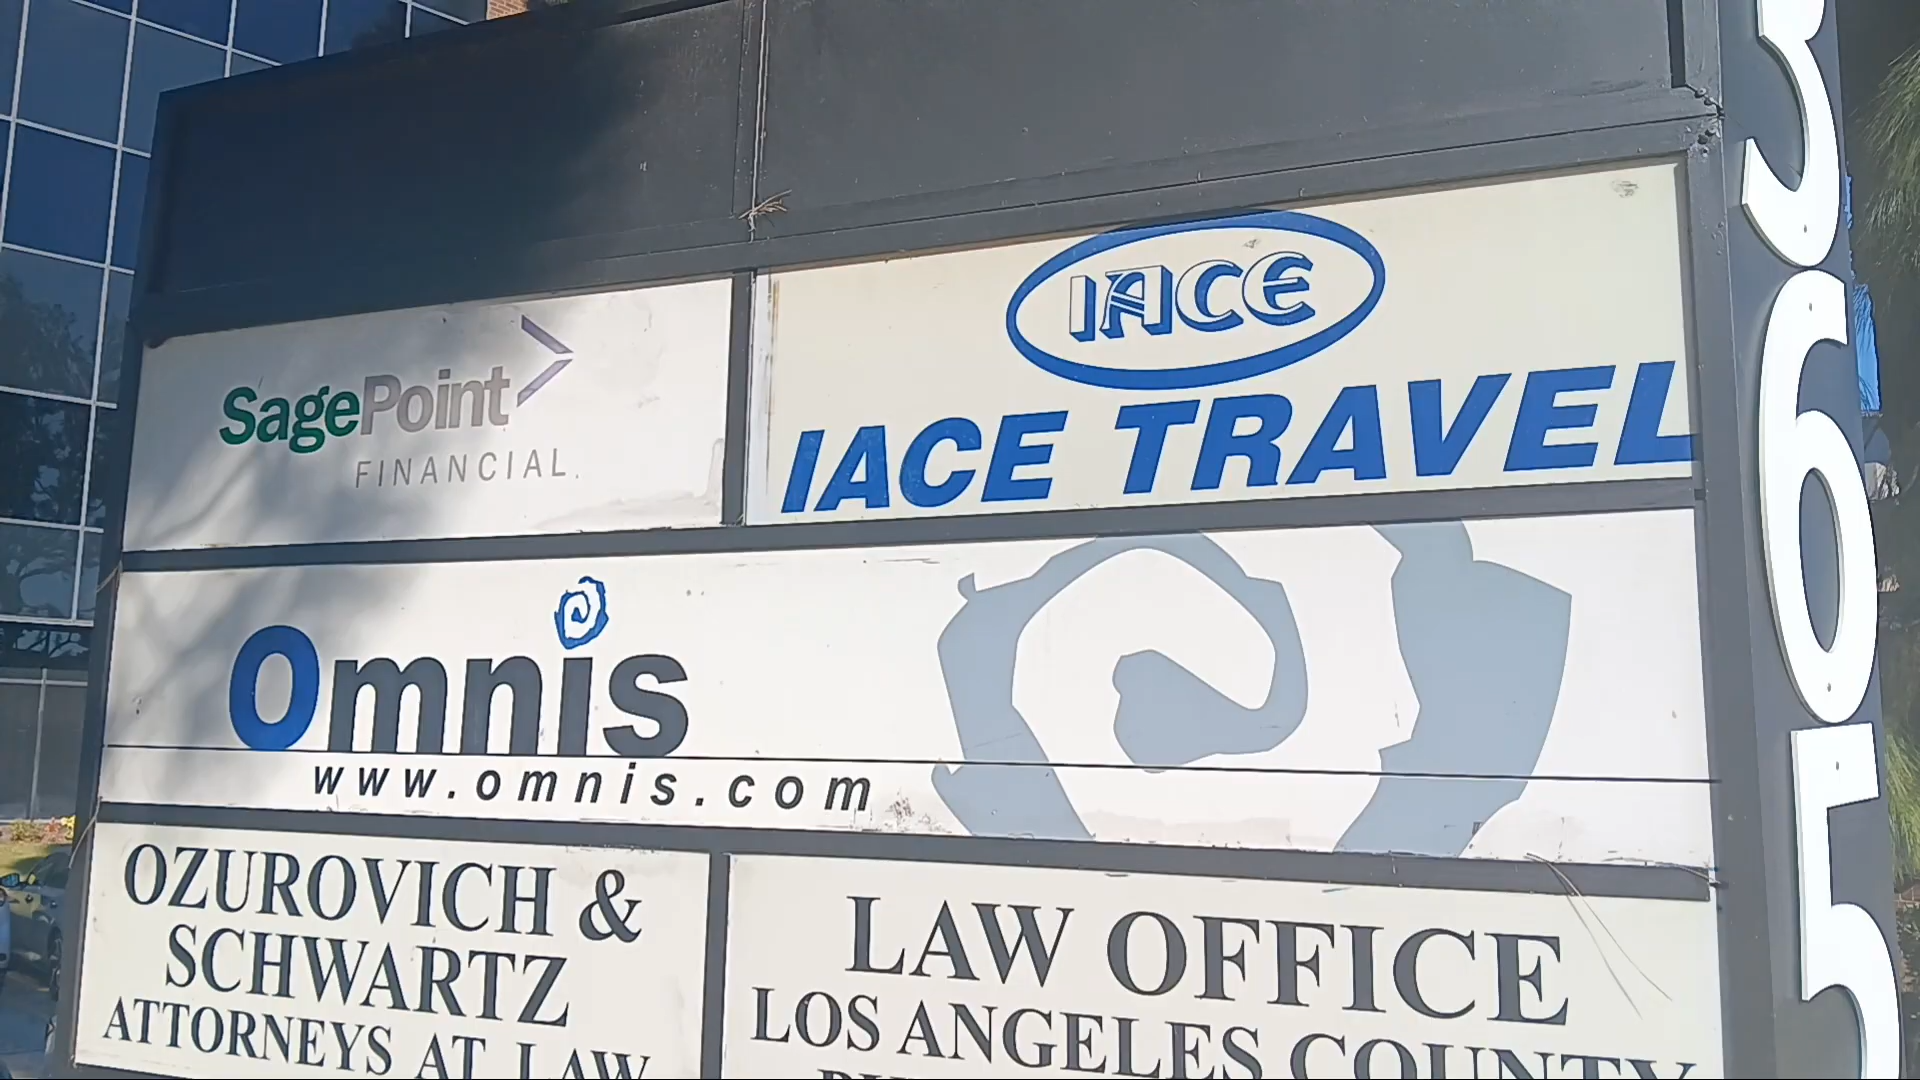 SagePoint
FINANCIAL
IACE
IACE TRAVEL
Omnis
www.omnis.com
OZUROVICH &
SCHWARTZ
ATTORNEYS AT LAW
LAW OFFICE
LOS ANGELES COUNTY
365